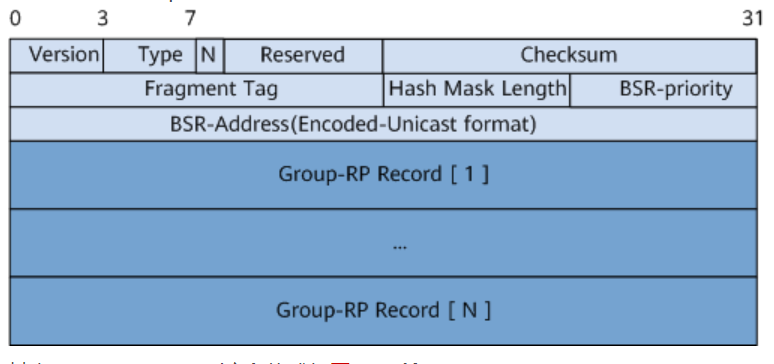 0 3 7 31
Version Type N Reserved Checksum
Fragment Tag Hash Mask Length BSR-priority
BSR-Address(Encoded-Unicast format)
Group-RP Record [ 1 ]
...
Group-RP Record [ N ]